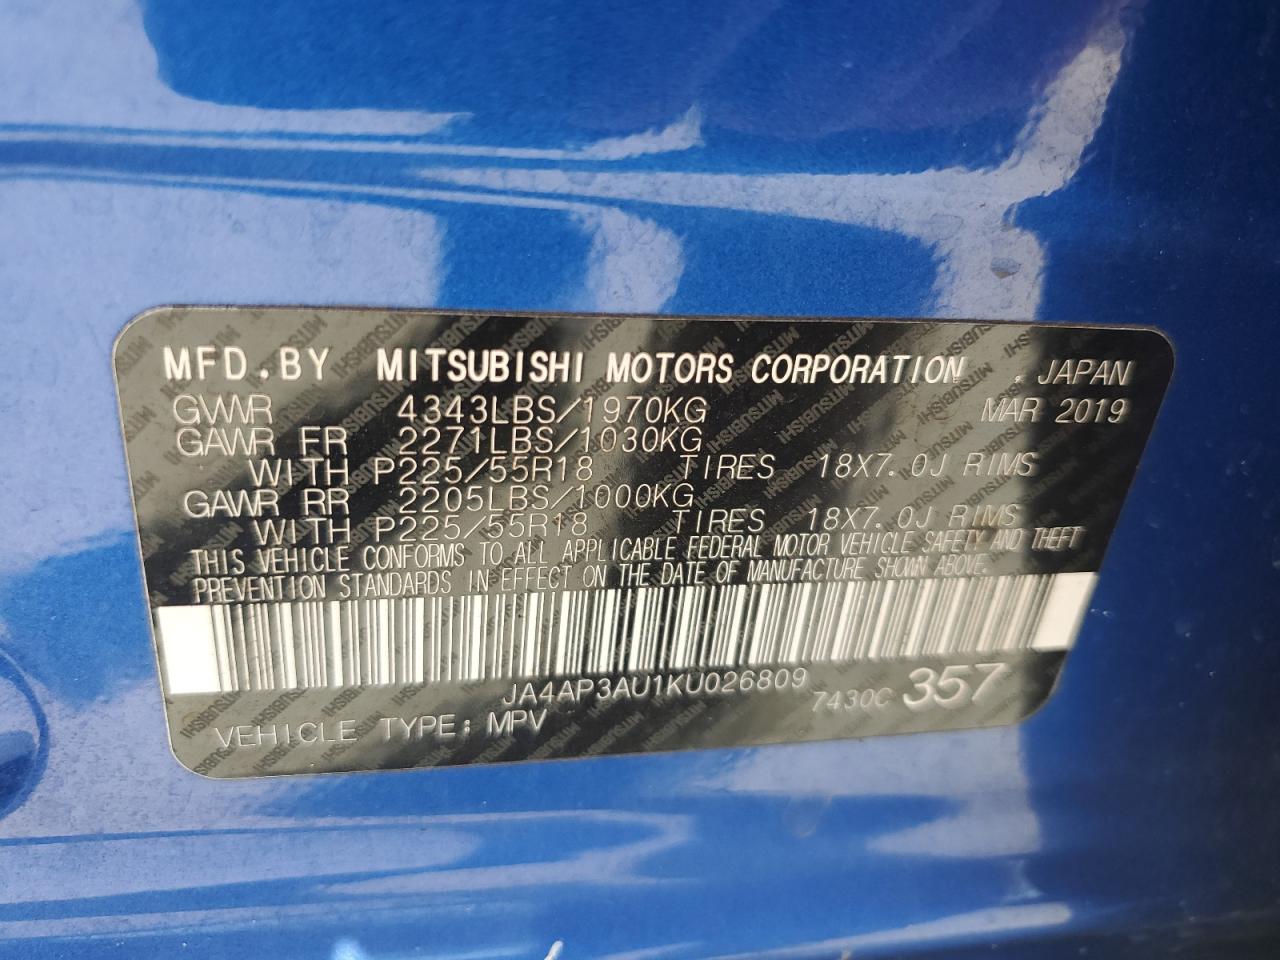 MFD.BY MITSUBISHI MOTORS CORPORATION , JAPAN
GVWR 4343LBS/1970KG MAR 2019
GAWR FR 2271LBS/1030KG
WITH P225/55R18 TIRES 18X7.0J RIMS
GAWR RR 2205LBS/1000KG
WITH P225/55R18 TIRES 18X7.0J RIMS
THIS VEHICLE CONFORMS TO ALL APPLICABLE FEDERAL MOTOR VEHICLE SAFETY AND THEFT
PREVENTION STANDARDS IN EFFECT ON THE DATE OF MANUFACTURE SHOWN ABOVE.
JA4AP3AU1KU026809
VEHICLE TYPE: MPV 7430C 357